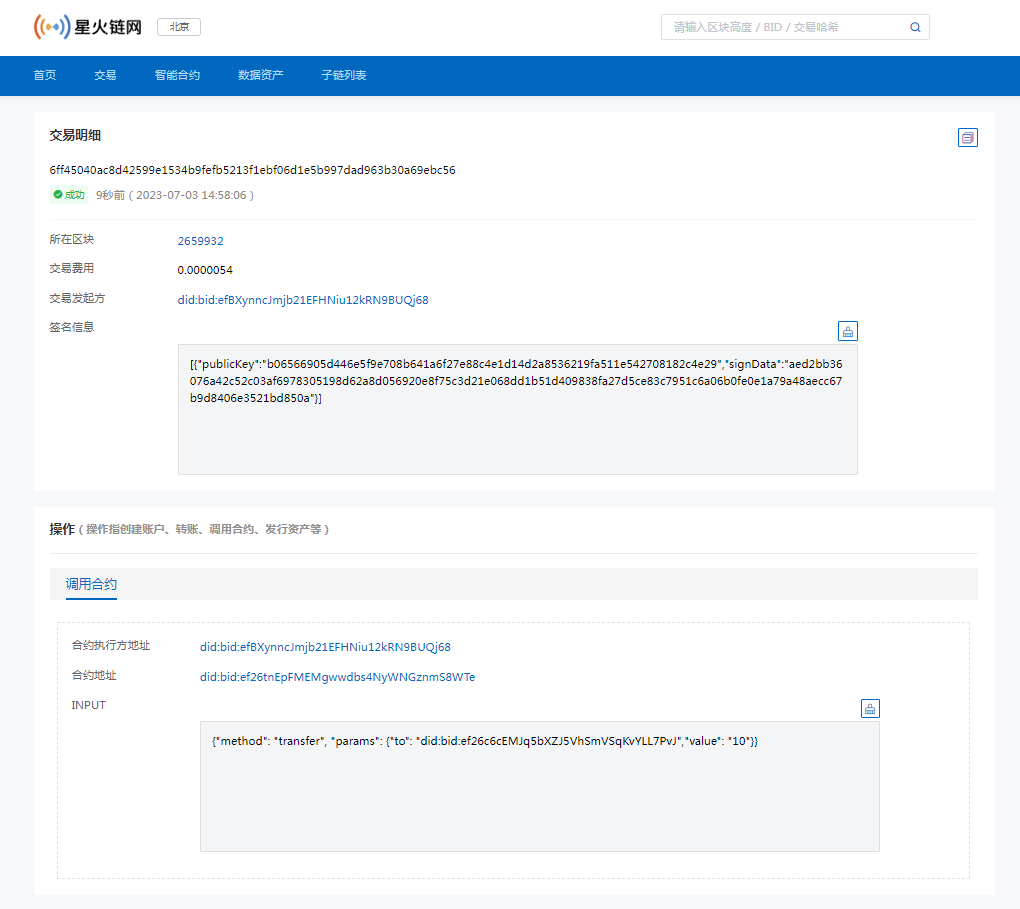 星火链网 北京 请输入区块高度 / BID / 交易哈希
首页 交易 智能合约 数据资产 子链列表
交易明细
6ff45040ac8d42599e1534b9fefb5213f1ebf06d1e5b997dad963b30a69ebc56
成功 9秒前 ( 2023-07-03 14:58:06 )
所在区块 2659932
交易费用 0.0000054
交易发起方 did:bid:efBXynncJmjb21EFHNiu12kRN9BUQj68
签名信息
[{"publicKey":"b06566905d446e5f9e708b641a6f27e88c4e1d14d2a8536219fa511e542708182c4e29","signData":"aed2bb36
076a42c52c03af6978305198d62a8d056920e8f75c3d21e068dd1b51d409838fa27d5ce83c7951c6a06b0fe0e1a79a48aecc67
b9d8406e3521bd850a"}]
操作 ( 操作指创建账户、转账、调用合约、发行资产等 )
调用合约
合约执行方地址 did:bid:efBXynncJmjb21EFHNiu12kRN9BUQj68
合约地址 did:bid:ef26tnEpFMEMgwwdbs4NyWNGznmS8WTe
INPUT
{"method": "transfer", "params": {"to": "did:bid:ef26c6cEMJq5bXZJ5VhSmVSqKvYLL7PvJ","value": "10"}}